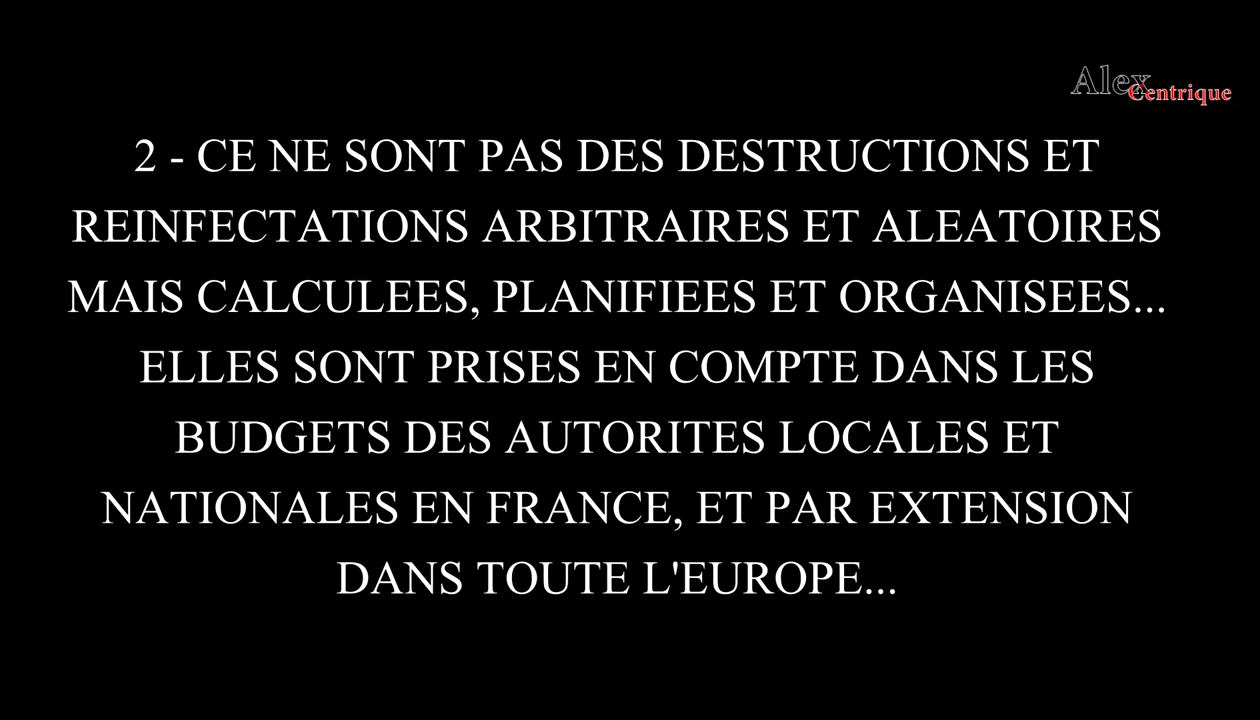 Alex
Centrique
2 - CE NE SONT PAS DES DESTRUCTIONS ET
REINFECTATIONS ARBITRAIRES ET ALEATOIRES
MAIS CALCULEES, PLANIFIEES ET ORGANISEES...
ELLES SONT PRISES EN COMPTE DANS LES
BUDGETS DES AUTORITES LOCALES ET
NATIONALES EN FRANCE, ET PAR EXTENSION
DANS TOUTE L'EUROPE...